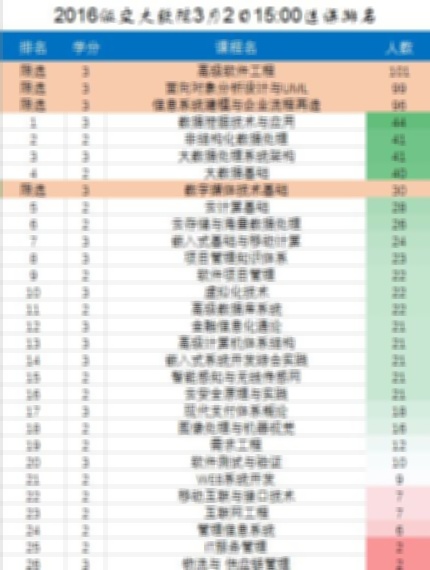 2016级定大数院3月2日15:00选课排名
排名 学分 课程名 人数
限选 3 高级软件工程 101
限选 3 面向对象分析设计与UML 99
限选 3 信息系统建模与企业流程再造 96
1 3 数据挖掘技术与应用 44
2 2 非结构化数据处理 41
3 3 大数据处理系统架构 41
4 2 大数据基础 40
限选 3 数字媒体技术基础 30
5 2 云计算基础 28
6 2 云存储与海量数据处理 26
7 3 嵌入式基础与移动计算 24
8 3 项目管理知识体系 23
9 2 软件项目管理 22
10 3 虚拟化技术 22
11 2 高级数据库系统 22
12 3 金融信息化通论 21
13 3 高级计算机体系结构 21
14 3 嵌入式系统开发综合实践 21
15 2 智能感知与无线传感网 21
16 2 云安全原理与实践 21
17 3 现代支付体系概论 18
18 2 图像处理与机器视觉 16
19 2 需求工程 12
20 3 软件测试与验证 10
21 2 WEB系统开发 9
22 2 移动互联与接口技术 7
23 2 互联网工程 7
24 2 管理信息系统 6
25 2 IT服务管理 2
26 3 物流与供应链管理 2